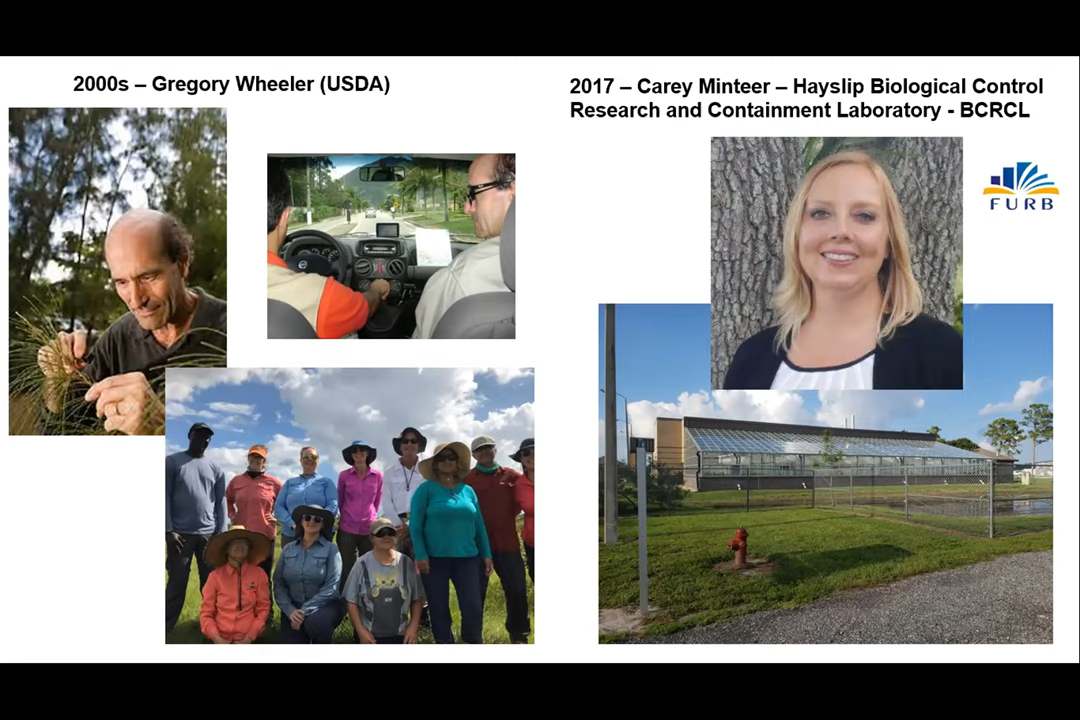 2000s – Gregory Wheeler (USDA)
2017 – Carey Minteer – Hayslip Biological Control
Research and Containment Laboratory - BCRCL
FURB